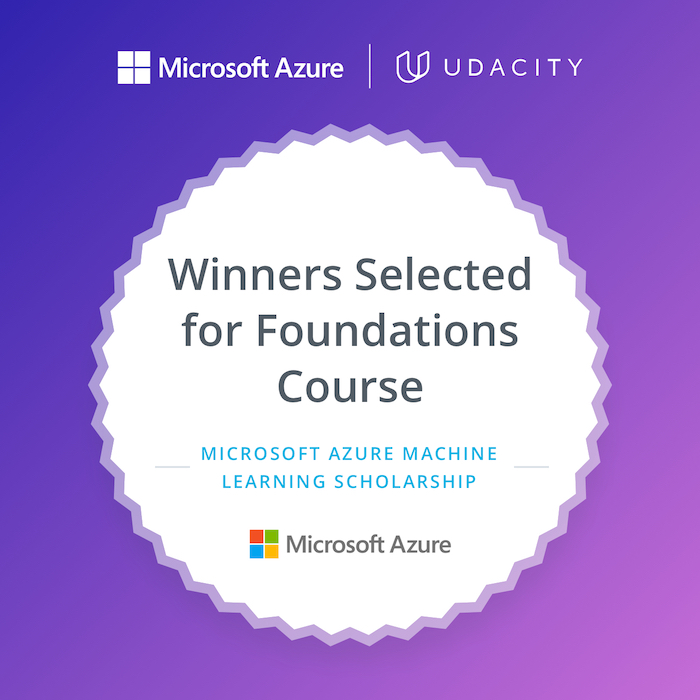 Microsoft Azure | UDACITY
Winners Selected
for Foundations
Course
MICROSOFT AZURE MACHINE
LEARNING SCHOLARSHIP
Microsoft Azure